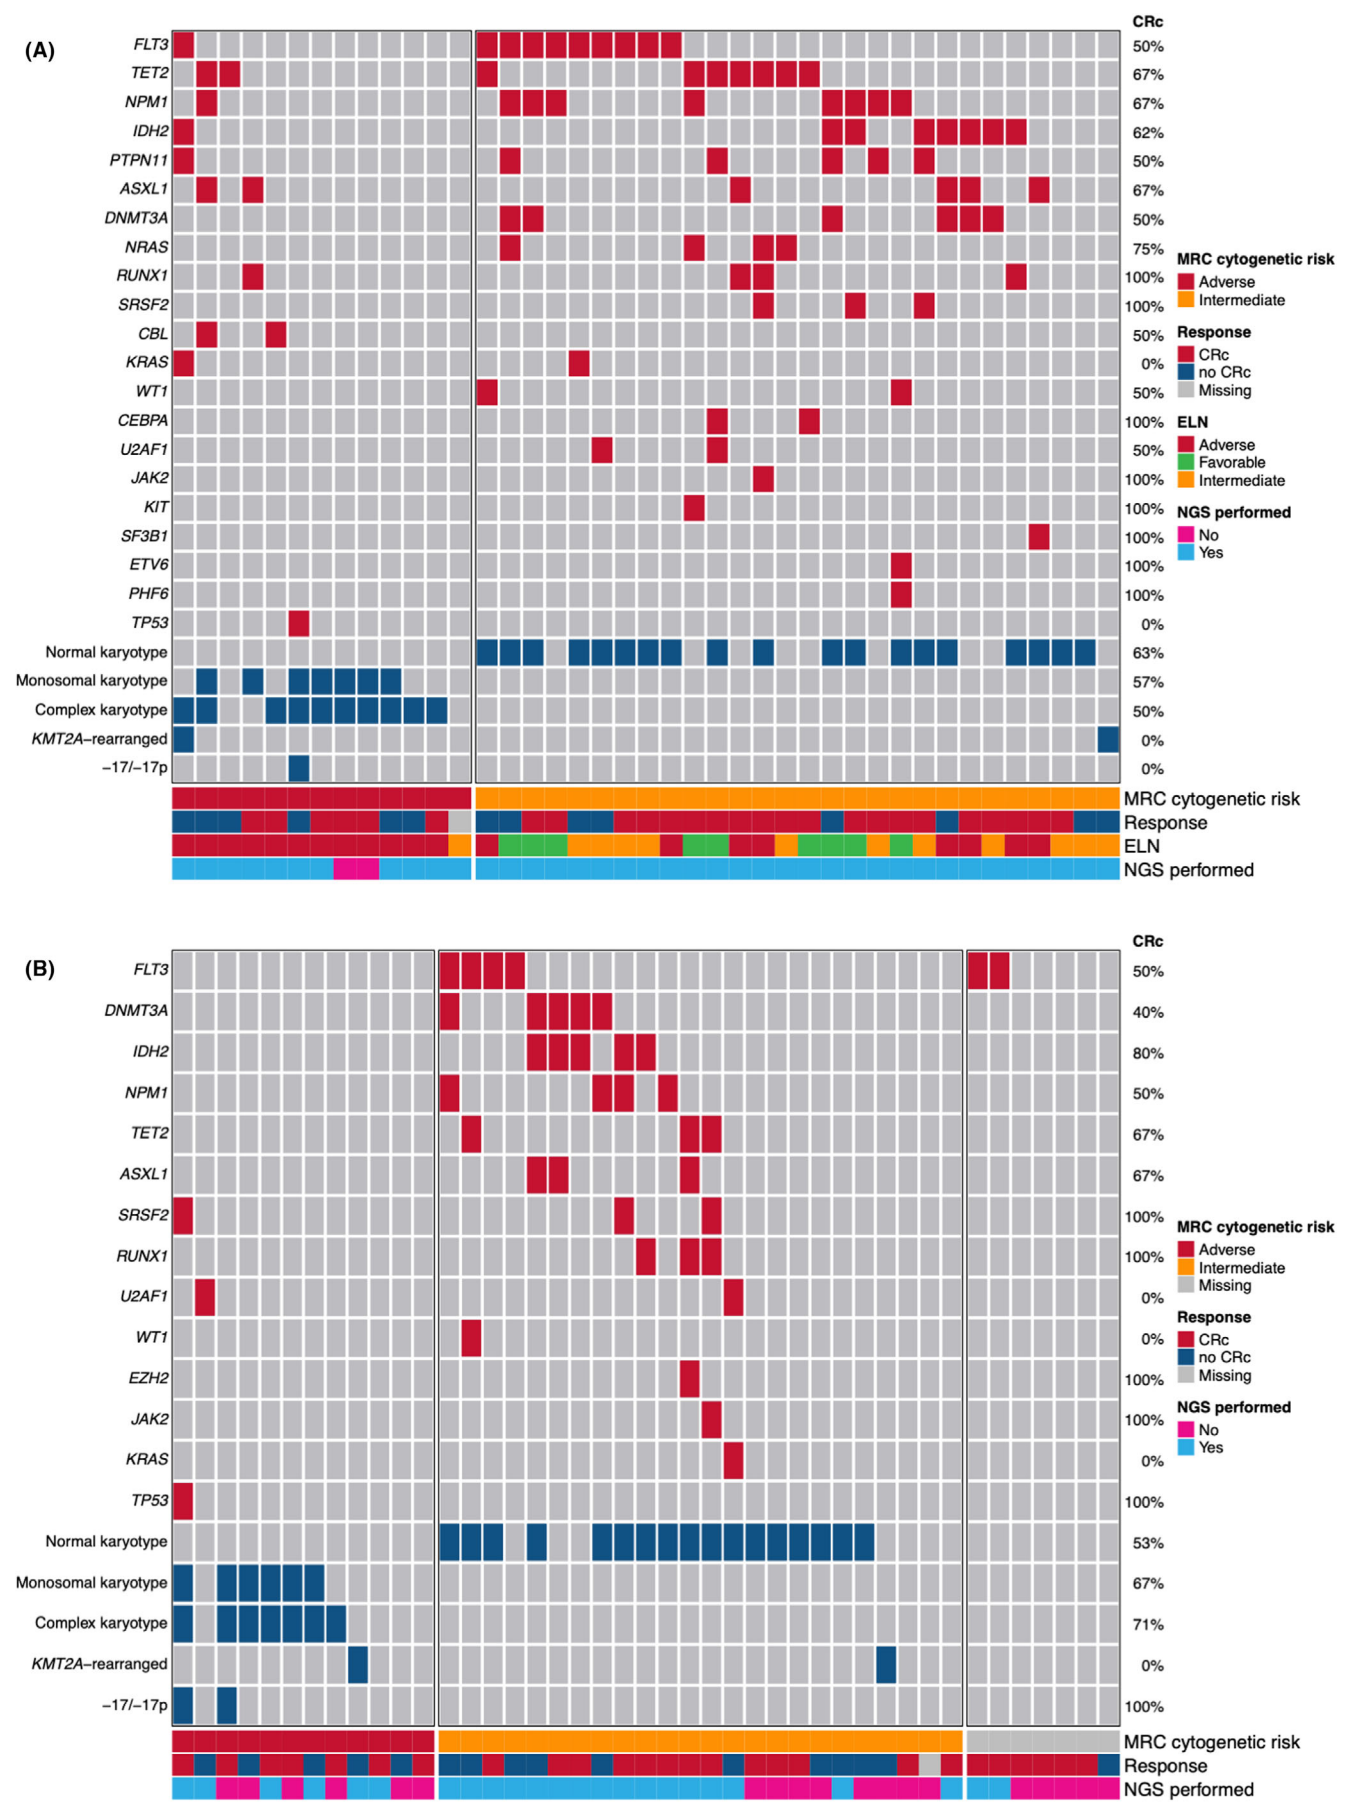 (A)
CRc
FLT3 50%
TET2 67%
NPM1 67%
IDH2 62%
PTPN11 50%
ASXL1 67%
DNMT3A 50%
NRAS 75%
RUNX1 100%
SRSF2 100%
CBL 50%
KRAS 0%
WT1 50%
CEBPA 100%
U2AF1 50%
JAK2 100%
KIT 100%
SF3B1 100%
ETV6 100%
PHF6 100%
TP53 0%
Normal karyotype 63%
Monosomal karyotype 57%
Complex karyotype 50%
KMT2A−rearranged 0%
−17/−17p 0%
MRC cytogenetic risk
Response
ELN
NGS performed
MRC cytogenetic risk
Adverse
Intermediate
Response
CRc
no CRc
Missing
ELN
Adverse
Favorable
Intermediate
NGS performed
No
Yes
(B)
CRc
FLT3 50%
DNMT3A 40%
IDH2 80%
NPM1 50%
TET2 67%
ASXL1 67%
SRSF2 100%
RUNX1 100%
U2AF1 0%
WT1 0%
EZH2 100%
JAK2 100%
KRAS 0%
TP53 100%
Normal karyotype 53%
Monosomal karyotype 67%
Complex karyotype 71%
KMT2A−rearranged 0%
−17/−17p 100%
MRC cytogenetic risk
Response
NGS performed
MRC cytogenetic risk
Adverse
Intermediate
Missing
Response
CRc
no CRc
Missing
NGS performed
No
Yes